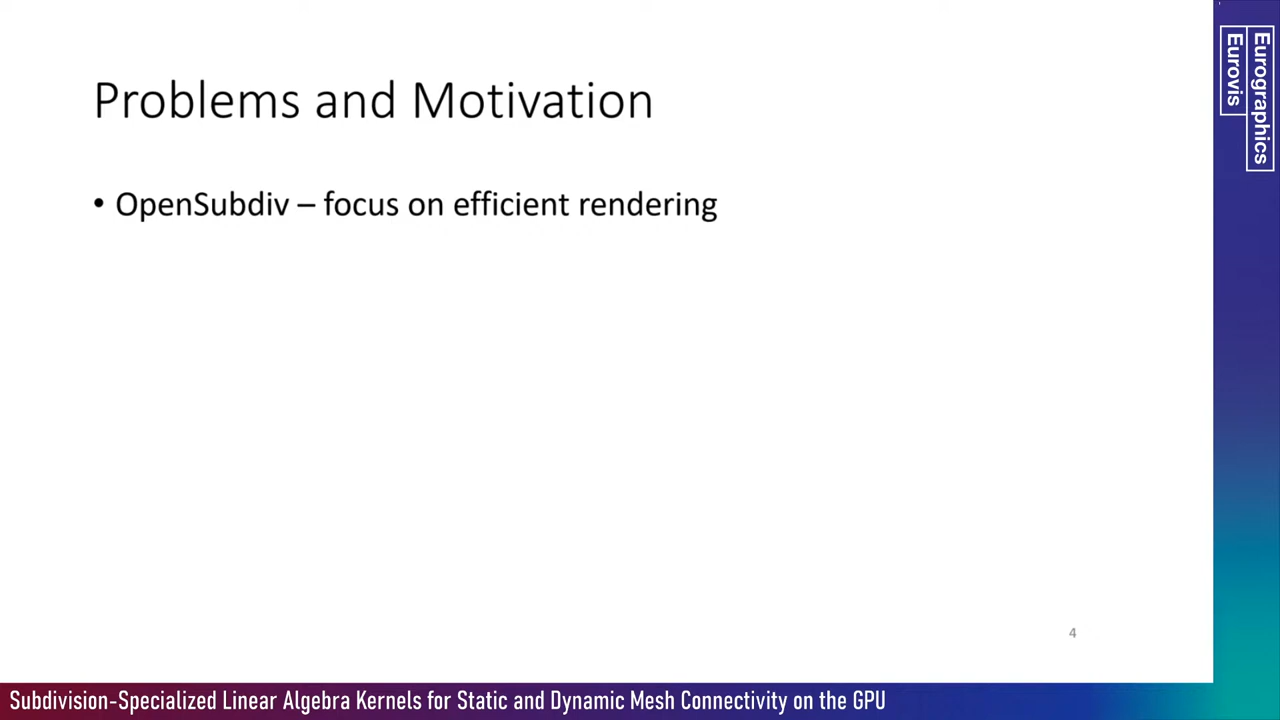 Problems and Motivation
• OpenSubdiv – focus on efficient rendering
4
Subdivision-Specialized Linear Algebra Kernels for Static and Dynamic Mesh Connectivity on the GPU
Eurographics
Eurovis